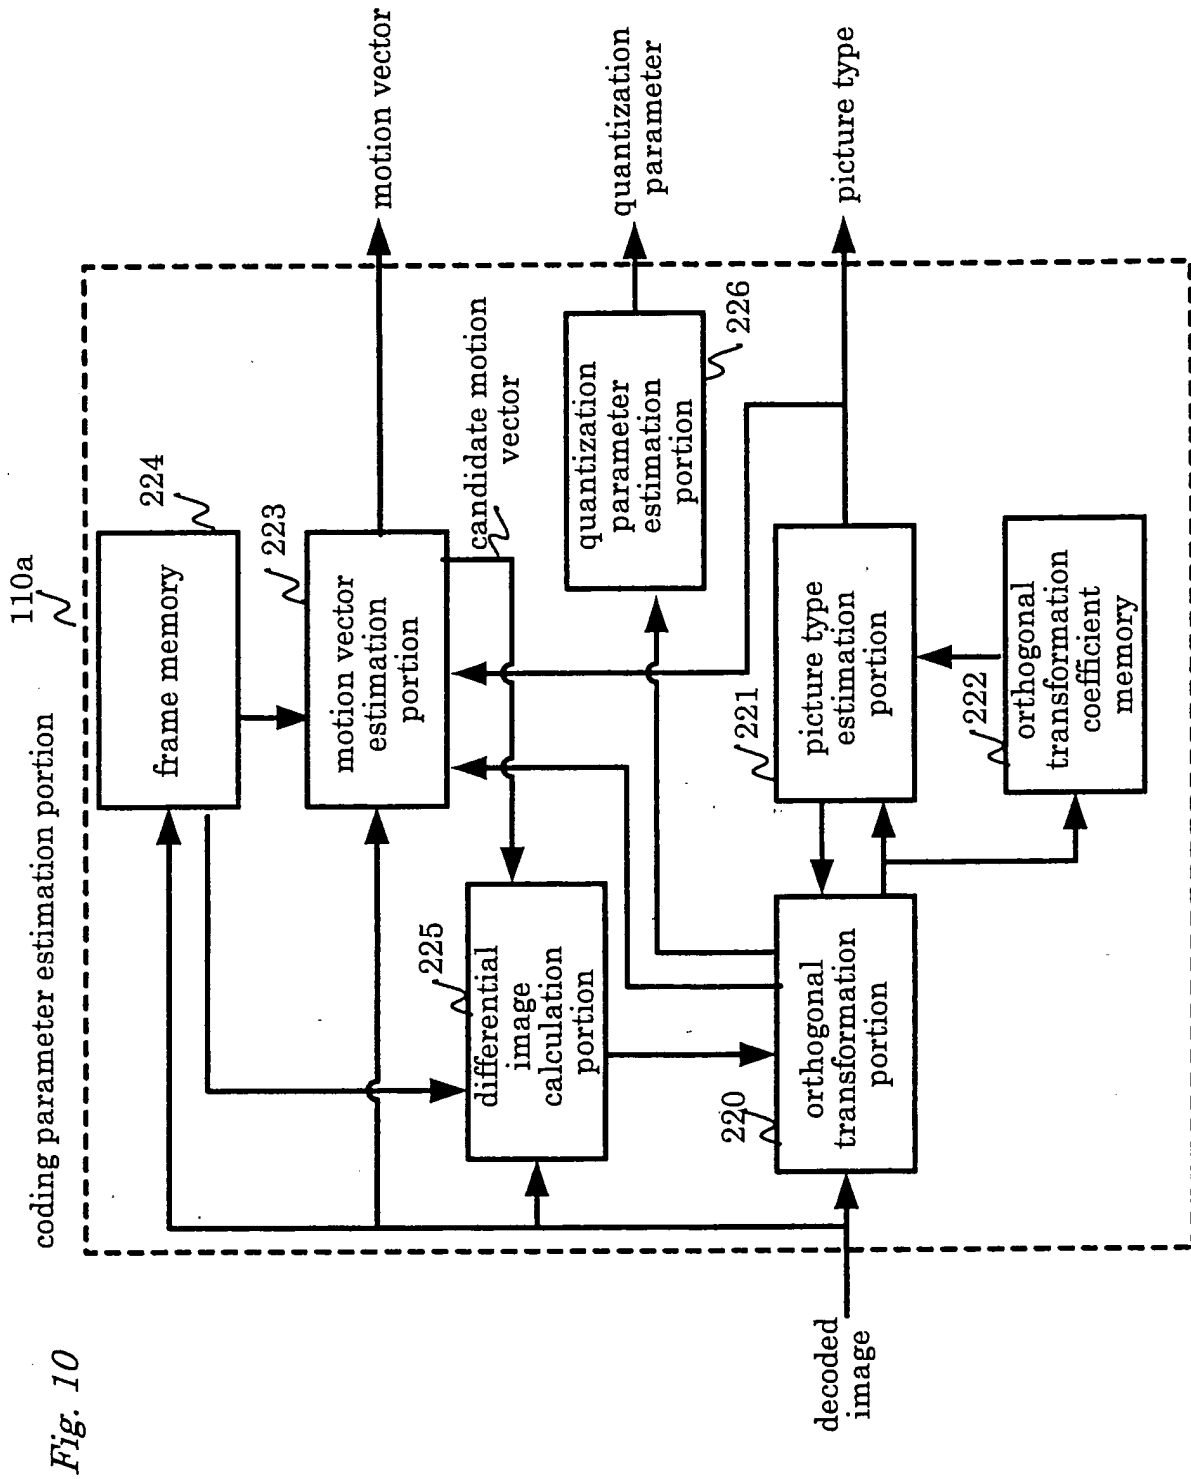 Fig. 10
coding parameter estimation portion
110a
frame memory
224
motion vector
estimation
portion
223
motion vector
candidate motion
vector
differential
image
calculation
portion
225
quantization
parameter
estimation
portion
226
quantization
parameter
decoded
image
orthogonal
transformation
portion
220
picture type
estimation
portion
221
picture type
orthogonal
transformation
coefficient
memory
222